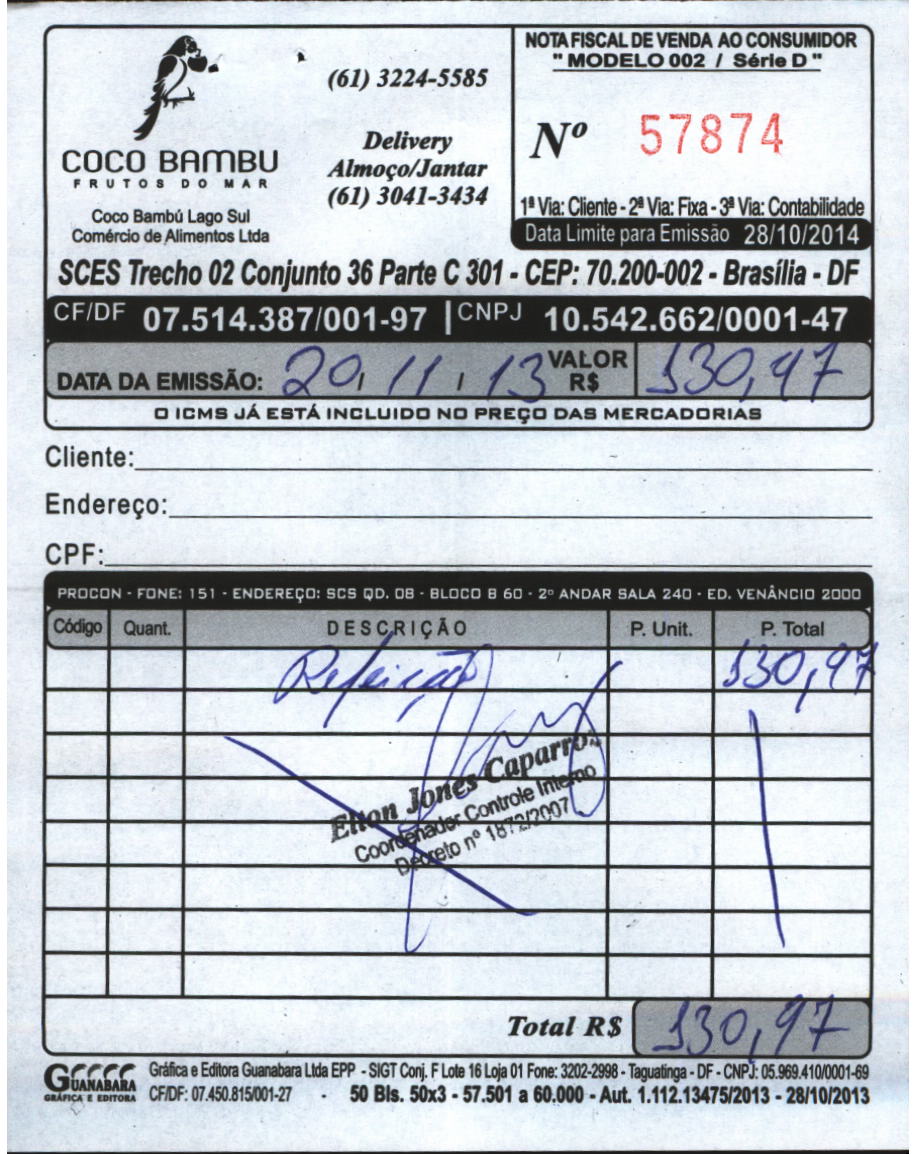 COCO BAMBU
FRUTOS DO MAR
Coco Bambú Lago Sul
Comércio de Alimentos Ltda
(61) 3224-5585
Delivery
Almoço/Jantar
(61) 3041-3434
NOTA FISCAL DE VENDA AO CONSUMIDOR
"MODELO 002 / Série D"
Nº 57874
1ª Via: Cliente - 2ª Via: Fixa - 3ª Via: Contabilidade
Data Limite para Emissão 28/10/2014
SCES Trecho 02 Conjunto 36 Parte C 301 - CEP: 70.200-002 - Brasília - DF
CF/DF 07.514.387/001-97 | CNPJ 10.542.662/0001-47
DATA DA EMISSÃO: 20/11/13 VALOR R$ 130,97
O ICMS JÁ ESTÁ INCLUIDO NO PREÇO DAS MERCADORIAS
Cliente:
Endereço:
CPF:
PROCON - FONE: 151 - ENDEREÇO: SCS QD. 08 - BLOCO B 60 - 2º ANDAR SALA 240 - ED. VENÂNCIO 2000
Código Quant. DESCRIÇÃO P. Unit. P. Total
Refeição 130,97
Elton Jones Caparroz
Coordenador Controle Interno
Decreto nº 1872/2007
Total R$ 130,97
GUANABARA
GRÁFICA E EDITORA
Gráfica e Editora Guanabara Ltda EPP - SIGT Conj. F Lote 16 Loja 01 Fone: 3202-2998 - Taguatinga - DF - CNPJ: 05.969.410/0001-69
CF/DF: 07.450.815/001-27 - 50 Bls. 50x3 - 57.501 a 60.000 - Aut. 1.112.13475/2013 - 28/10/2013